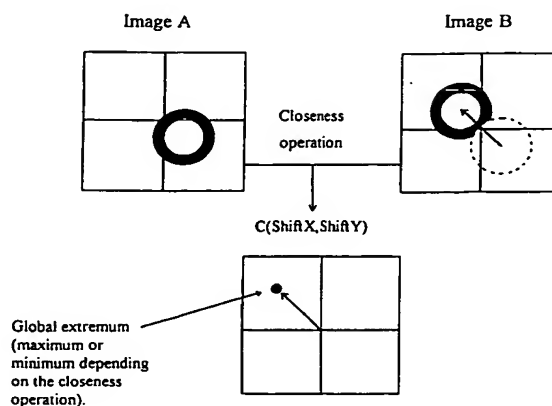 Image A
Image B
Closeness
operation
C(ShiftX,ShiftY)
Global extremum
(maximum or
minimum depending
on the closeness
operation).